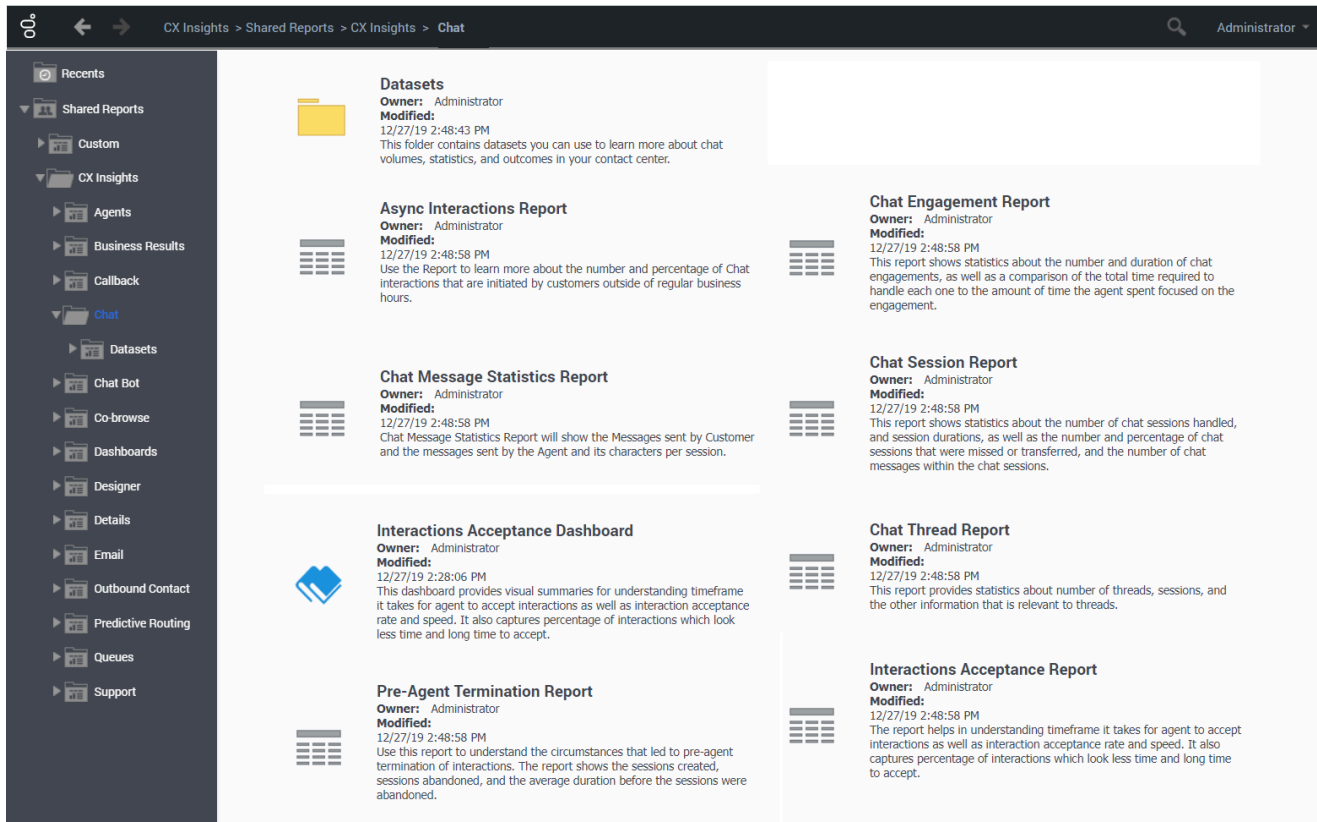 CX Insights > Shared Reports > CX Insights > Chat
Administrator
Recents
Shared Reports
Custom
CX Insights
Agents
Business Results
Callback
Chat
Datasets
Chat Bot
Co-browse
Dashboards
Designer
Details
Email
Outbound Contact
Predictive Routing
Queues
Support
Datasets
Owner: Administrator
Modified:
12/27/19 2:48:43 PM
This folder contains datasets you can use to learn more about chat
volumes, statistics, and outcomes in your contact center.
Async Interactions Report
Owner: Administrator
Modified:
12/27/19 2:48:58 PM
Use the Report to learn more about the number and percentage of Chat
interactions that are initiated by customers outside of regular business
hours.
Chat Engagement Report
Owner: Administrator
Modified:
12/27/19 2:48:58 PM
This report shows statistics about the number and duration of chat
engagements, as well as a comparison of the total time required to
handle each one to the amount of time the agent spent focused on the
engagement.
Chat Message Statistics Report
Owner: Administrator
Modified:
12/27/19 2:48:58 PM
Chat Message Statistics Report will show the Messages sent by Customer
and the messages sent by the Agent and its characters per session.
Chat Session Report
Owner: Administrator
Modified:
12/27/19 2:48:58 PM
This report shows statistics about the number of chat sessions handled,
and session durations, as well as the number and percentage of chat
sessions that were missed or transferred, and the number of chat
messages within the chat sessions.
Interactions Acceptance Dashboard
Owner: Administrator
Modified:
12/27/19 2:28:06 PM
This dashboard provides visual summaries for understanding timeframe
it takes for agent to accept interactions as well as interaction acceptance
rate and speed. It also captures percentage of interactions which look
less time and long time to accept.
Chat Thread Report
Owner: Administrator
Modified:
12/27/19 2:48:58 PM
This report provides statistics about number of threads, sessions, and
the other information that is relevant to threads.
Pre-Agent Termination Report
Owner: Administrator
Modified:
12/27/19 2:48:58 PM
Use this report to understand the circumstances that led to pre-agent
termination of interactions. The report shows the sessions created,
sessions abandoned, and the average duration before the sessions were
abandoned.
Interactions Acceptance Report
Owner: Administrator
Modified:
12/27/19 2:48:58 PM
The report helps in understanding timeframe it takes for agent to accept
interactions as well as interaction acceptance rate and speed. It also
captures percentage of interactions which look less time and long time
to accept.